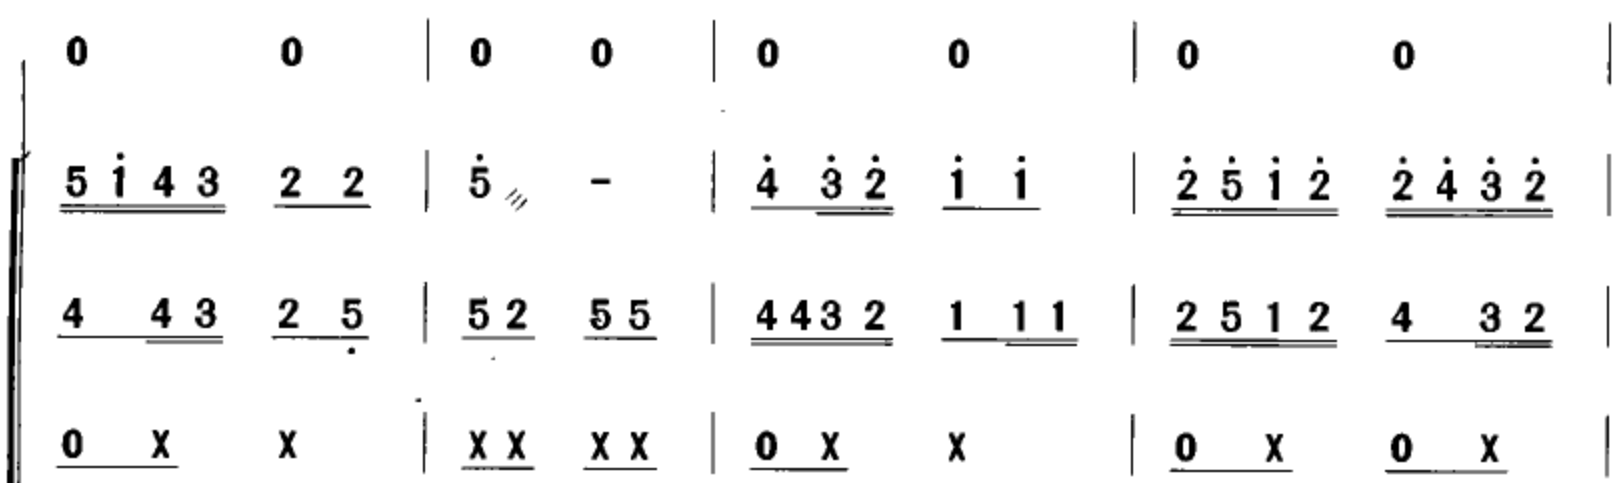 0 0 | 0 0 | 0 0 | 0 0 |
5 1̇ 4 3 2 2 | 5̇ - | 4̇ 3̇ 2̇ 1̇ 1̇ | 2̇ 5̇ 1̇ 2̇ 2̇ 4̇ 3̇ 2̇ |
4 4 3 2 5̣ | 5 2 5 5 | 4 4 3 2 1 1 1 | 2 5 1 2 4 3 2 |
0 X X | X X X X | 0 X X | 0 X 0 X |